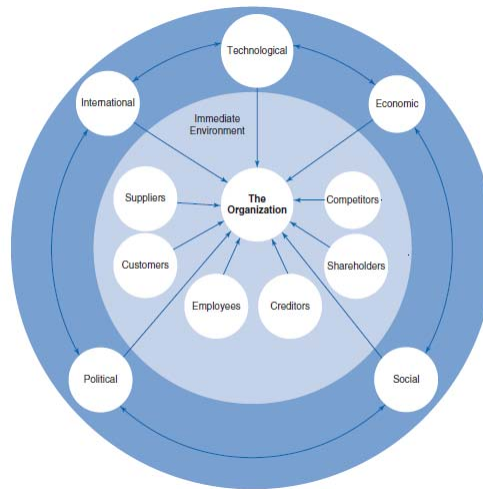 Technological
International
Economic
Immediate
Environment
Suppliers
The
Organization
Competitors
Customers
Shareholders
Employees
Creditors
Political
Social